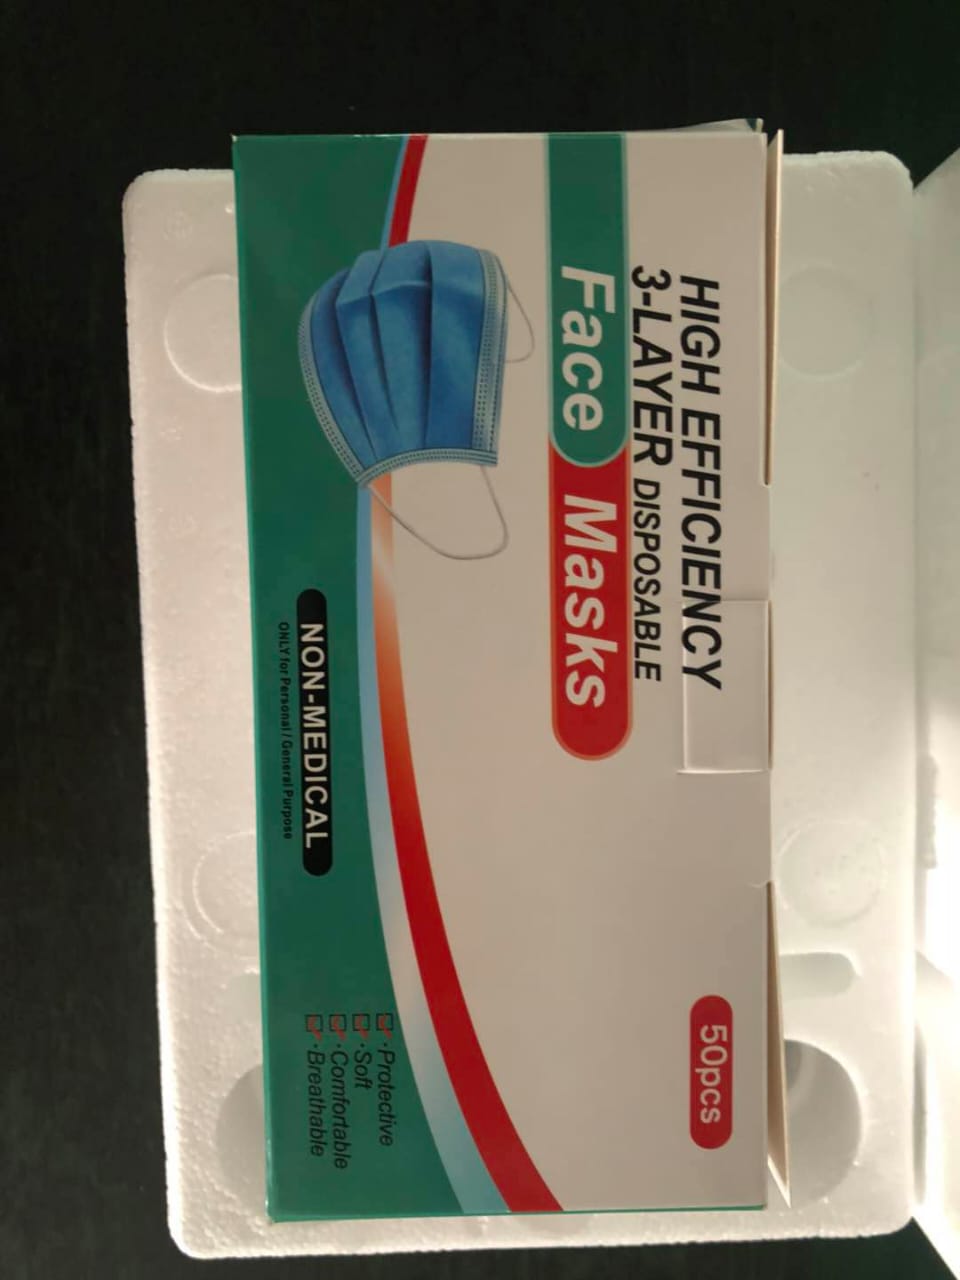 HIGH EFFICIENCY
50pcs
3-LAYER DISPOSABLE
Face Masks
·Protective
·Soft
·Comfortable
·Breathable
NON-MEDICAL
ONLY for Personal / General Purpose